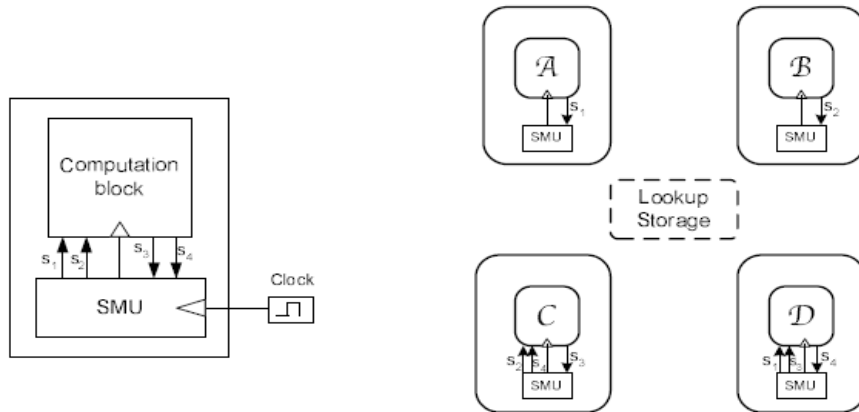 Computation
block
S1 S2 S3 S4
SMU
Clock
A
S1
SMU
B
S2
SMU
Lookup
Storage
C
S2 S4 S3
SMU
D
S1 S3 S4
SMU